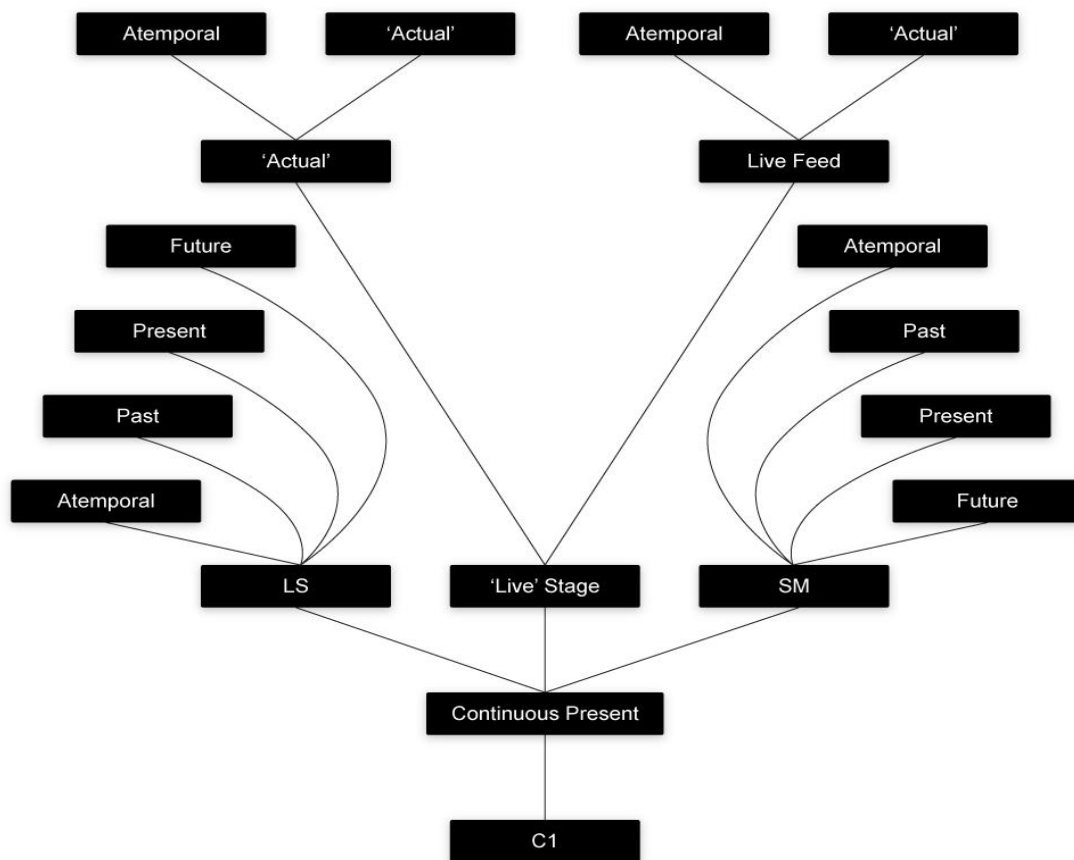 Atemporal
‘Actual’
Atemporal
‘Actual’
‘Actual’
Live Feed
Future
Atemporal
Present
Past
Past
Present
Atemporal
Future
LS
‘Live’ Stage
SM
Continuous Present
C1